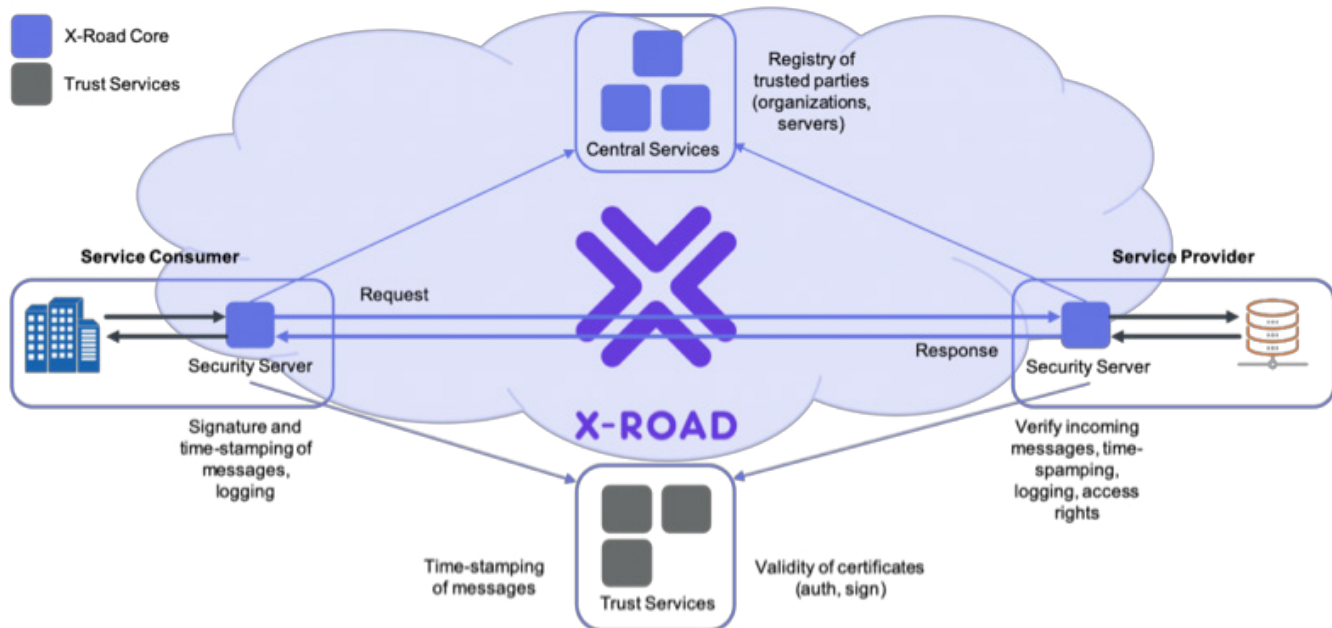 X-Road Core
Trust Services
Registry of
trusted parties
(organizations,
servers)
Central Services
Service Consumer
Service Provider
Request
Response
Security Server
Security Server
X-ROAD
Signature and
time-stamping of
messages,
logging
Verify incoming
messages, time-
spamping,
logging, access
rights
Time-stamping
of messages
Validity of certificates
(auth, sign)
Trust Services